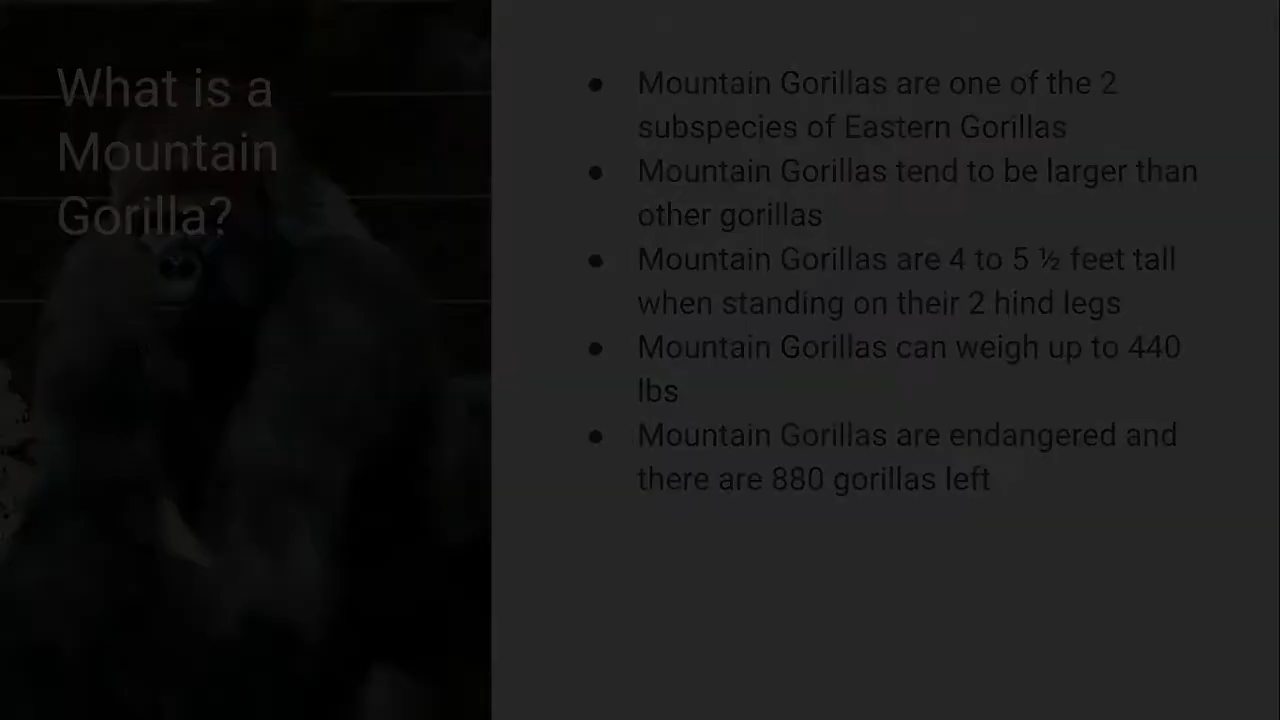 What is a
Mountain
Gorilla?
● Mountain Gorillas are one of the 2
subspecies of Eastern Gorillas
● Mountain Gorillas tend to be larger than
other gorillas
● Mountain Gorillas are 4 to 5 ½ feet tall
when standing on their 2 hind legs
● Mountain Gorillas can weigh up to 440
lbs
● Mountain Gorillas are endangered and
there are 880 gorillas left